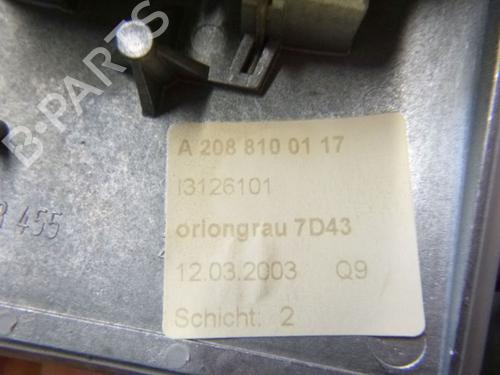 B-PARTS
A 208 810 01 17
I3126101
oriongrau 7D43
12.03.2003 Q9
Schicht: 2
455